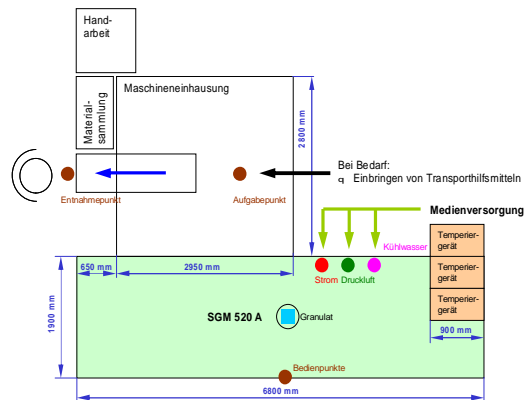 Hand-
arbeit
Material-
sammlung
Maschineneinhausung
2800 mm
Bei Bedarf:
q Einbringen von Transporthilfsmitteln
Entnahmepunkt
Aufgabepunkt
Medienversorgung
Kühlwasser
Temperier-
gerät
Temperier-
gerät
Temperier-
gerät
650 mm
2950 mm
Strom
Druckluft
1900 mm
SGM 520 A
Granulat
900 mm
Bedienpunkte
6800 mm